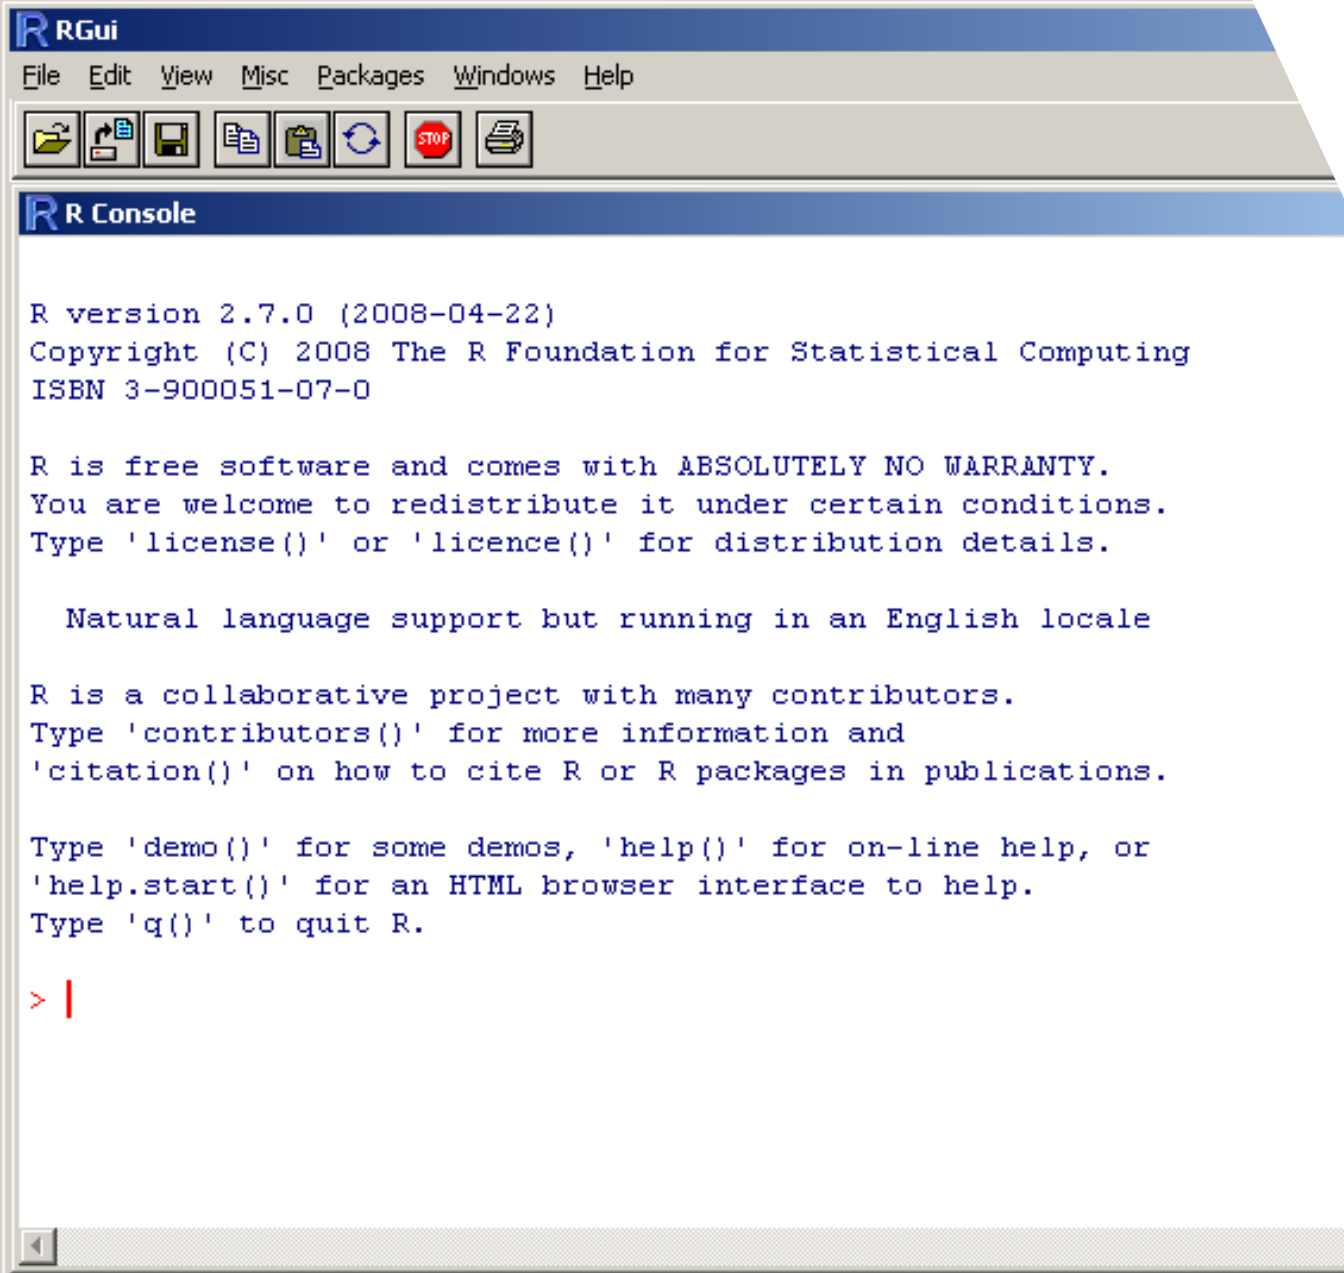 R RGui
File Edit View Misc Packages Windows Help
STOP
R R Console
R version 2.7.0 (2008-04-22)
Copyright (C) 2008 The R Foundation for Statistical Computing
ISBN 3-900051-07-0
R is free software and comes with ABSOLUTELY NO WARRANTY.
You are welcome to redistribute it under certain conditions.
Type 'license()' or 'licence()' for distribution details.
Natural language support but running in an English locale
R is a collaborative project with many contributors.
Type 'contributors()' for more information and
'citation()' on how to cite R or R packages in publications.
Type 'demo()' for some demos, 'help()' for on-line help, or
'help.start()' for an HTML browser interface to help.
Type 'q()' to quit R.
>